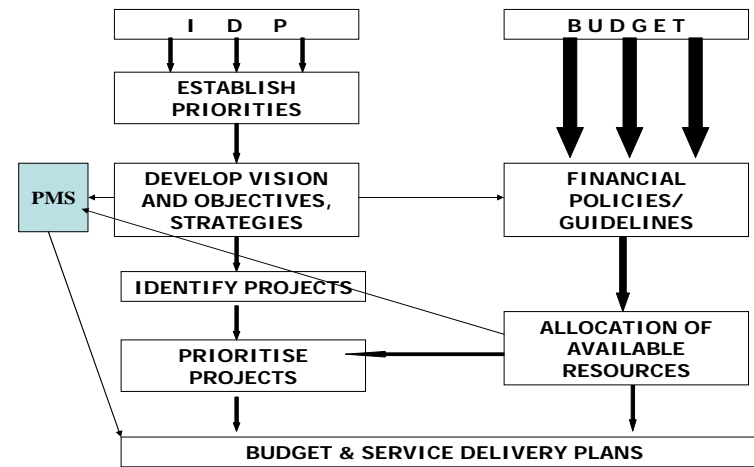 I D P
BUDGET
ESTABLISH
PRIORITIES
PMS
DEVELOP VISION
AND OBJECTIVES,
STRATEGIES
FINANCIAL
POLICIES/
GUIDELINES
IDENTIFY PROJECTS
PRIORITISE
PROJECTS
ALLOCATION OF
AVAILABLE
RESOURCES
BUDGET & SERVICE DELIVERY PLANS